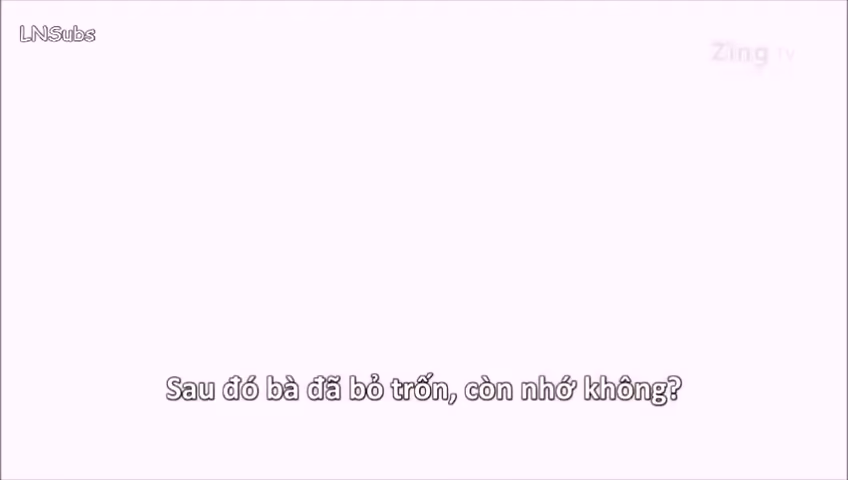 LNSubs
Zing tv
Sau đó bà đã bỏ trốn, còn nhớ không?